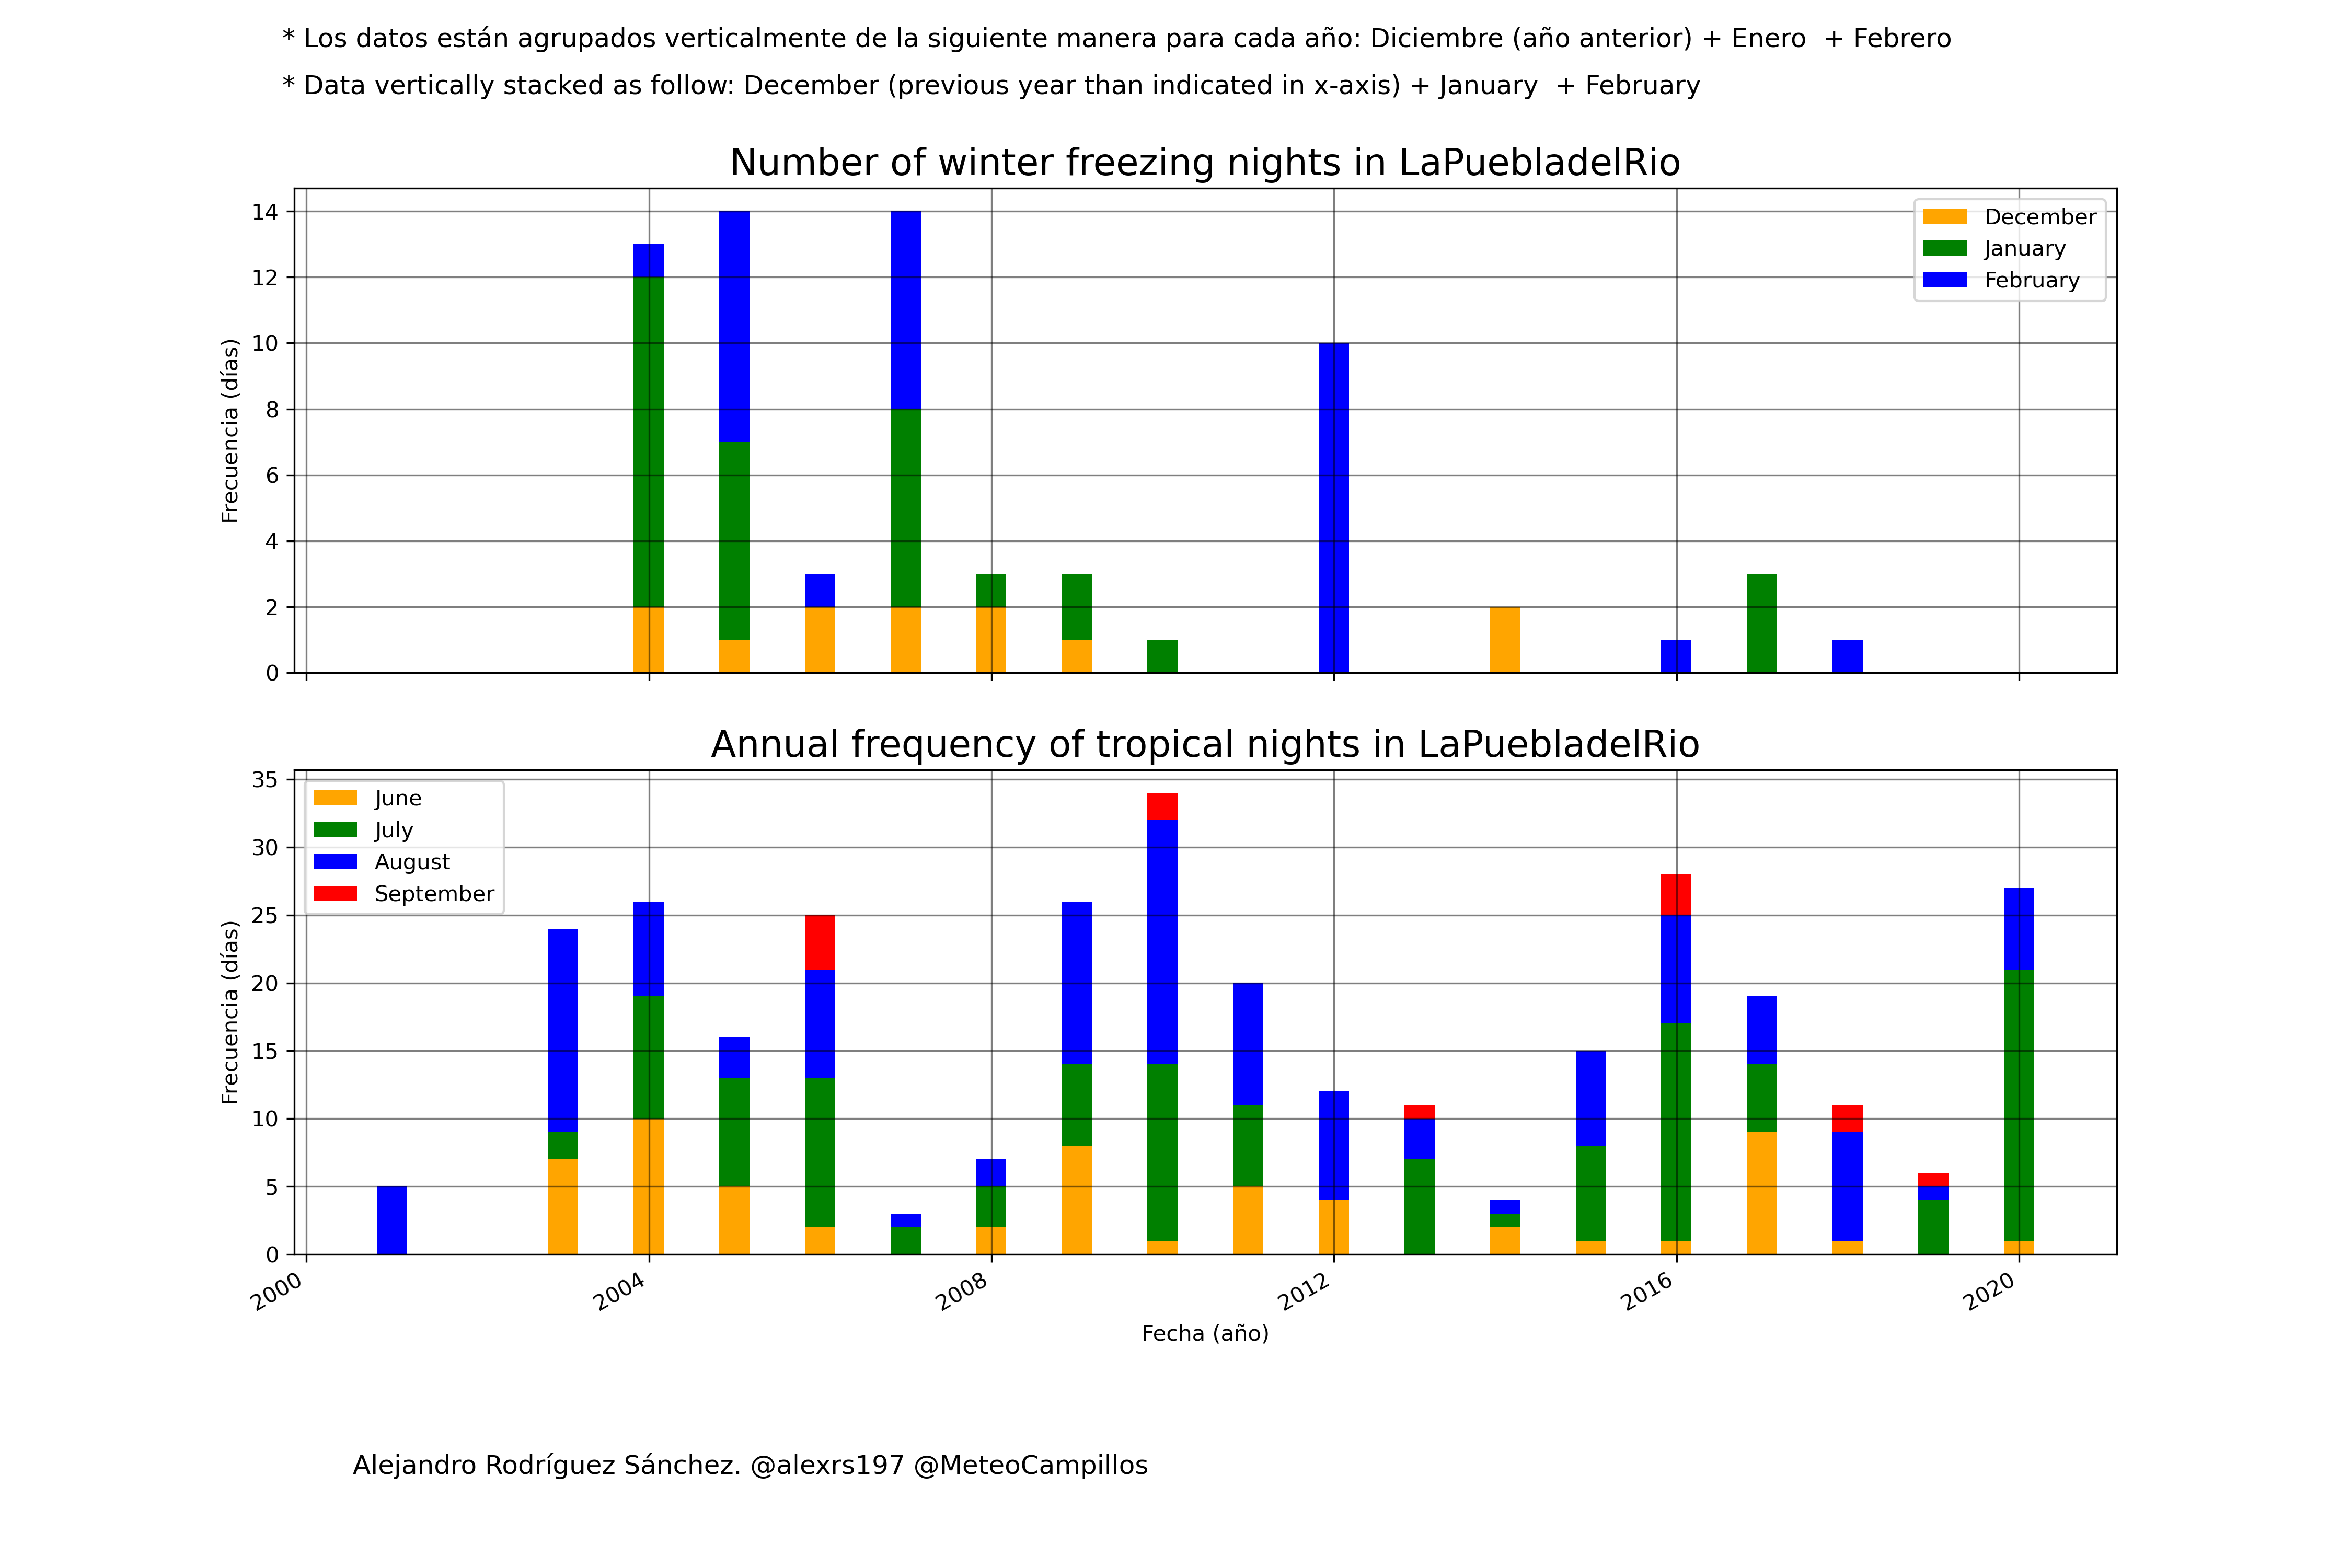 * Los datos están agrupados verticalmente de la siguiente manera para cada año: Diciembre (año anterior) + Enero  + Febrero
* Data vertically stacked as follow: December (previous year than indicated in x-axis) + January  + February
Number of winter freezing nights in LaPuebladelRio
14
12
10
8
6
4
2
0
Frecuencia (días)
December
January
February
Annual frequency of tropical nights in LaPuebladelRio
35
30
25
20
15
10
5
0
Frecuencia (días)
June
July
August
September
2000
2004
2008
2012
2016
2020
Fecha (año)
Alejandro Rodríguez Sánchez. @alexrs197 @MeteoCampillos